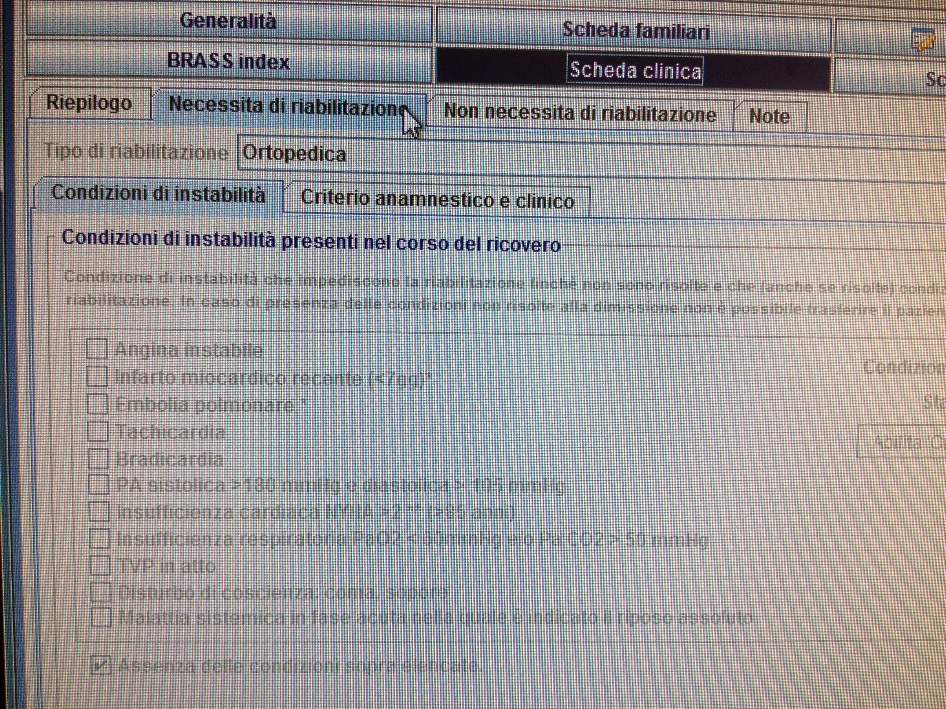 Generalità
Scheda familiari
BRASS index
Scheda clinica
Sc
Riepilogo
Necessita di riabilitazione
Non necessita di riabilitazione
Note
Tipo di riabilitazione
Ortopedica
Condizioni di instabilità
Criterio anamnestico e clinico
Condizioni di instabilità presenti nel corso del ricovero
Condizione di instabilità che impediscono la riabilitazione finchè non sono risolte e che (anche se risolte) condi
riabilitazione. In caso di presenza delle condizioni non risolte alla dimissione non è possibile trasferire il pazien
Angina instabile
Condizion
Infarto miocardico recente (<7gg)*
Embolia polmonare *
St
Tachicardia
Abilita
Bradicardia
PA sistolica >180 mmHg e diastolica > 105 mmHg
Insufficienza cardiaca NYHA >2 ** anni)
Insufficienza respiratoria PaO2 < mmHg e/o Pa CO2 > 50 mmHg
TVP in atto
Disturbo di coscienza: coma, sopore
Malattia sistemica in fase acuta nella quale è indicato il riposo assoluto
Assenza delle condizioni sopra elencate.